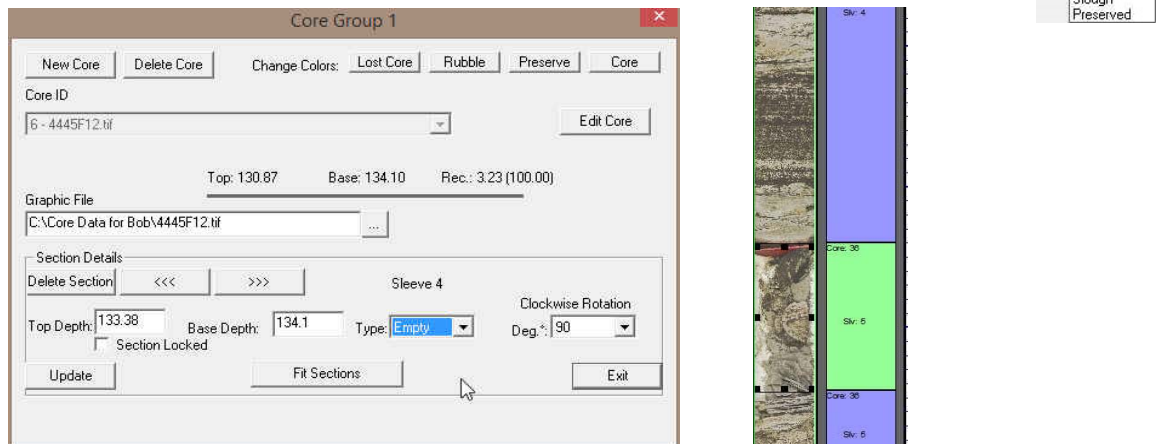 Core Group 1
New Core Delete Core Change Colors: Lost Core Rubble Preserve Core
Core ID
6 - 4445F12.tif Edit Core
Top: 130.87 Base: 134.10 Rec.: 3.23 (100.00)
Graphic File
C:\Core Data for Bob\4445F12.tif ...
Section Details
Delete Section <<< >>> Sleeve 4
Clockwise Rotation
Top Depth: 133.38 Base Depth: 134.1 Type: Empty Deg.*: 90
Section Locked
Update Fit Sections Exit
Slv: 4
Core: 36
Slv: 6
Core: 36
Slv: 6
Slough
Preserved